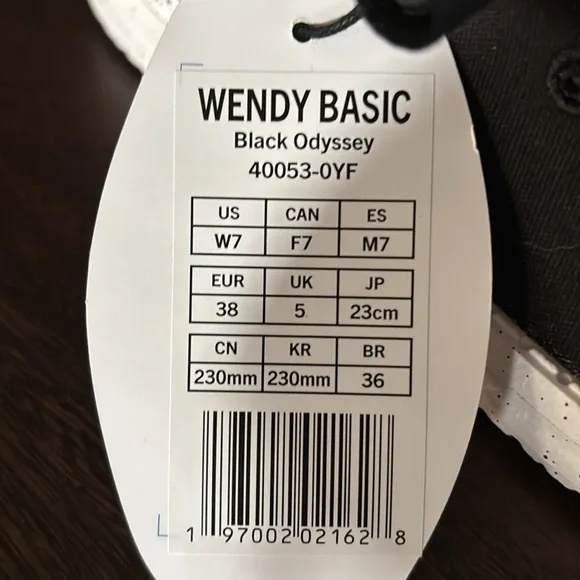 WENDY BASIC
Black Odyssey
40053-0YF
US CAN ES
W7 F7 M7
EUR UK JP
38 5 23cm
CN KR BR
230mm 230mm 36
1 97002 02162 8